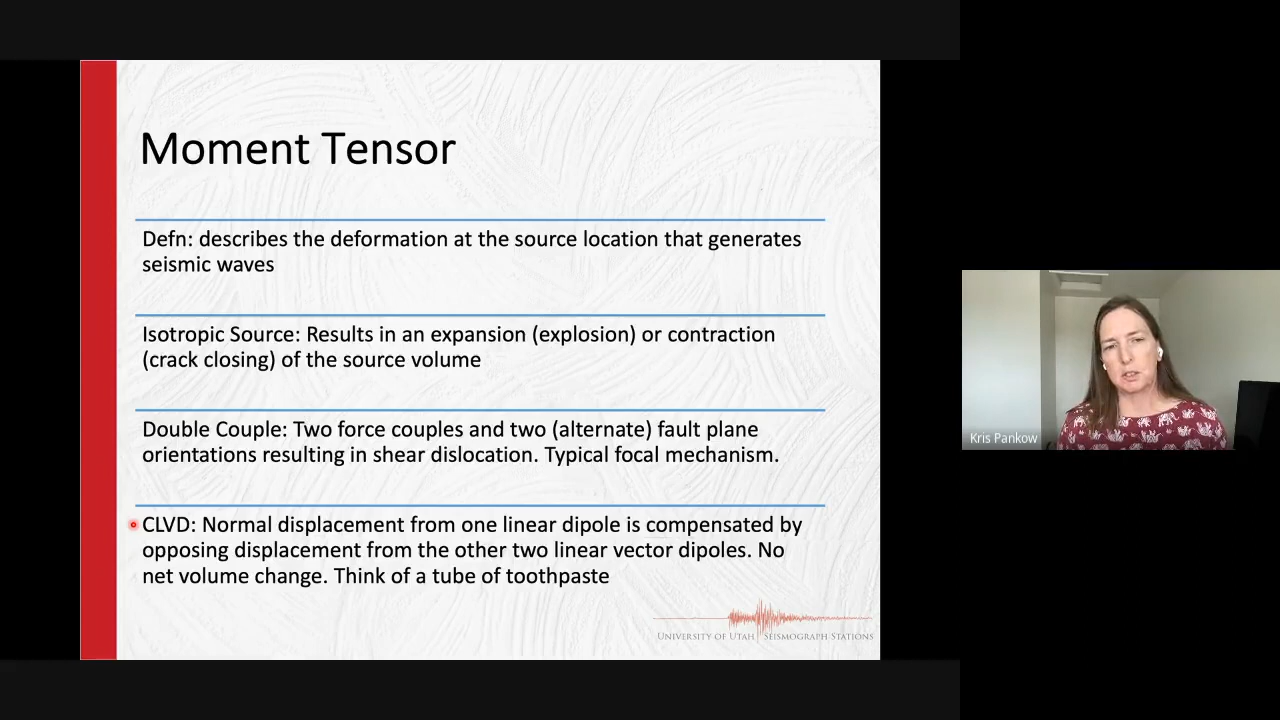 Moment Tensor
Defn: describes the deformation at the source location that generates
seismic waves
Isotropic Source: Results in an expansion (explosion) or contraction
(crack closing) of the source volume
Double Couple: Two force couples and two (alternate) fault plane
orientations resulting in shear dislocation. Typical focal mechanism.
CLVD: Normal displacement from one linear dipole is compensated by
opposing displacement from the other two linear vector dipoles. No
net volume change. Think of a tube of toothpaste
UNIVERSITY OF UTAH SEISMOGRAPH STATIONS
Kris Pankow